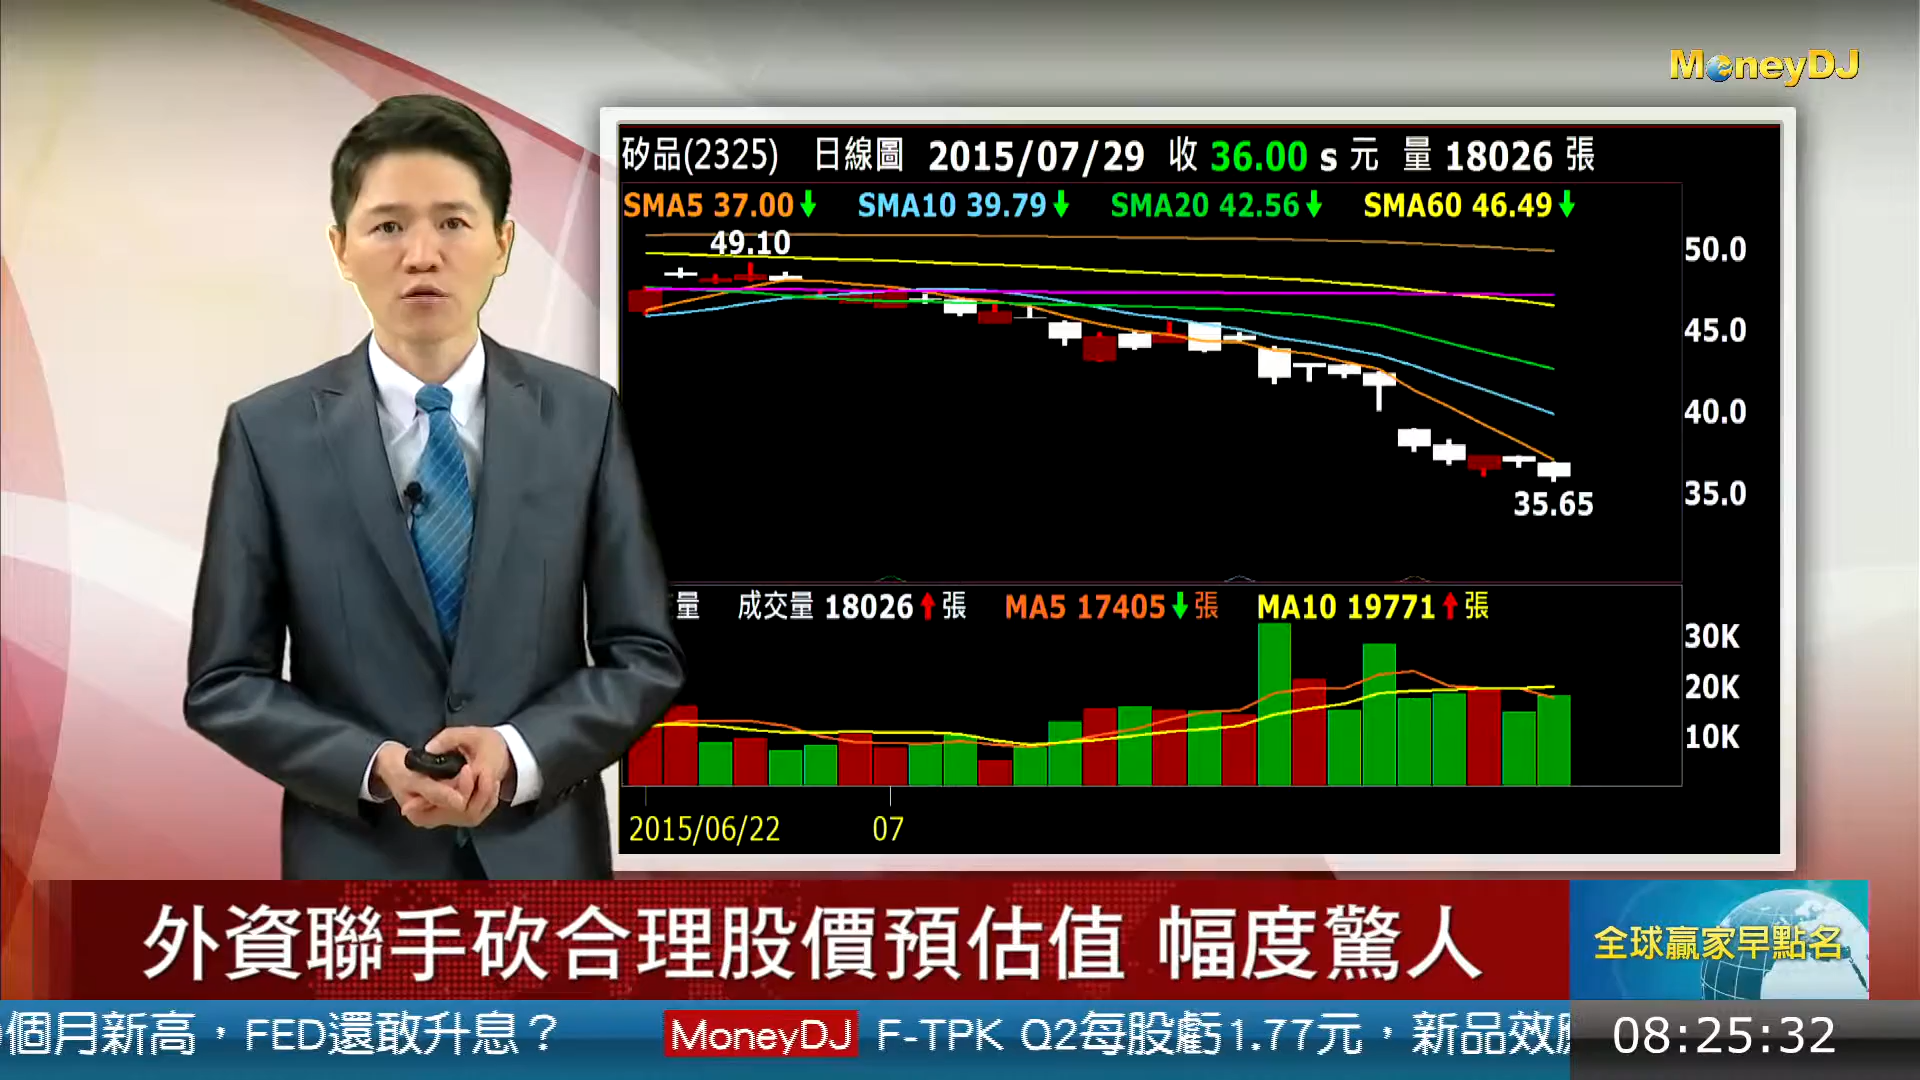 MoneyDJ
矽品(2325) 日線圖 2015/07/29 收 36.00 s 元 量 18026 張
SMA5 37.00↓ SMA10 39.79↓ SMA20 42.56↓ SMA60 46.49↓
49.10
50.0
45.0
40.0
35.0
35.65
量 成交量 18026↑張 MA5 17405↓張 MA10 19771↑張
30K
20K
10K
2015/06/22 07
外資聯手砍合理股價預估值 幅度驚人
全球贏家早點名
個月新高，FED還敢升息？ MoneyDJ F-TPK Q2每股虧1.77元，新品效
08:25:32